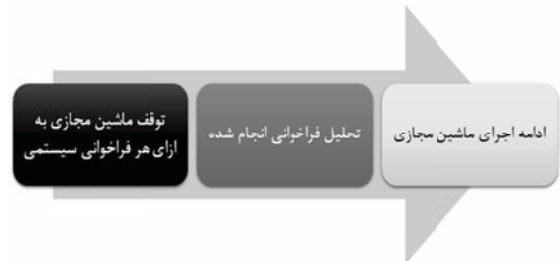 توقف ماشین مجازی به
ازای هر فراخوانی سیستمی
تحلیل فراخوانی انجام شده
ادامه اجرای ماشین مجازی